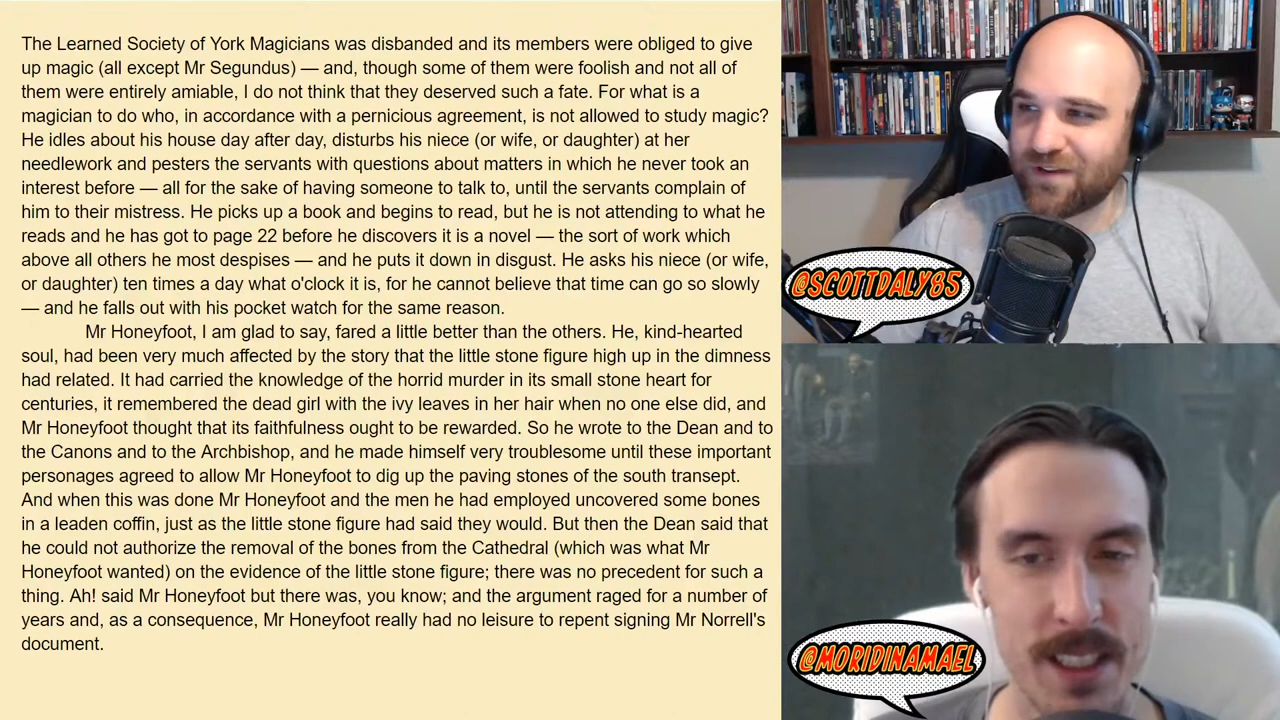 The Learned Society of York Magicians was disbanded and its members were obliged to give
up magic (all except Mr Segundus) — and, though some of them were foolish and not all of
them were entirely amiable, I do not think that they deserved such a fate. For what is a
magician to do who, in accordance with a pernicious agreement, is not allowed to study magic?
He idles about his house day after day, disturbs his niece (or wife, or daughter) at her
needlework and pesters the servants with questions about matters in which he never took an
interest before — all for the sake of having someone to talk to, until the servants complain of
him to their mistress. He picks up a book and begins to read, but he is not attending to what he
reads and he has got to page 22 before he discovers it is a novel — the sort of work which
above all others he most despises — and he puts it down in disgust. He asks his niece (or wife,
or daughter) ten times a day what o'clock it is, for he cannot believe that time can go so slowly
— and he falls out with his pocket watch for the same reason.
Mr Honeyfoot, I am glad to say, fared a little better than the others. He, kind-hearted
soul, had been very much affected by the story that the little stone figure high up in the dimness
had related. It had carried the knowledge of the horrid murder in its small stone heart for
centuries, it remembered the dead girl with the ivy leaves in her hair when no one else did, and
Mr Honeyfoot thought that its faithfulness ought to be rewarded. So he wrote to the Dean and to
the Canons and to the Archbishop, and he made himself very troublesome until these important
personages agreed to allow Mr Honeyfoot to dig up the paving stones of the south transept.
And when this was done Mr Honeyfoot and the men he had employed uncovered some bones
in a leaden coffin, just as the little stone figure had said they would. But then the Dean said that
he could not authorize the removal of the bones from the Cathedral (which was what Mr
Honeyfoot wanted) on the evidence of the little stone figure; there was no precedent for such a
thing. Ah! said Mr Honeyfoot but there was, you know; and the argument raged for a number of
years and, as a consequence, Mr Honeyfoot really had no leisure to repent signing Mr Norrell's
document.
@SCOTTDALY85
@MORIDINAMAEL